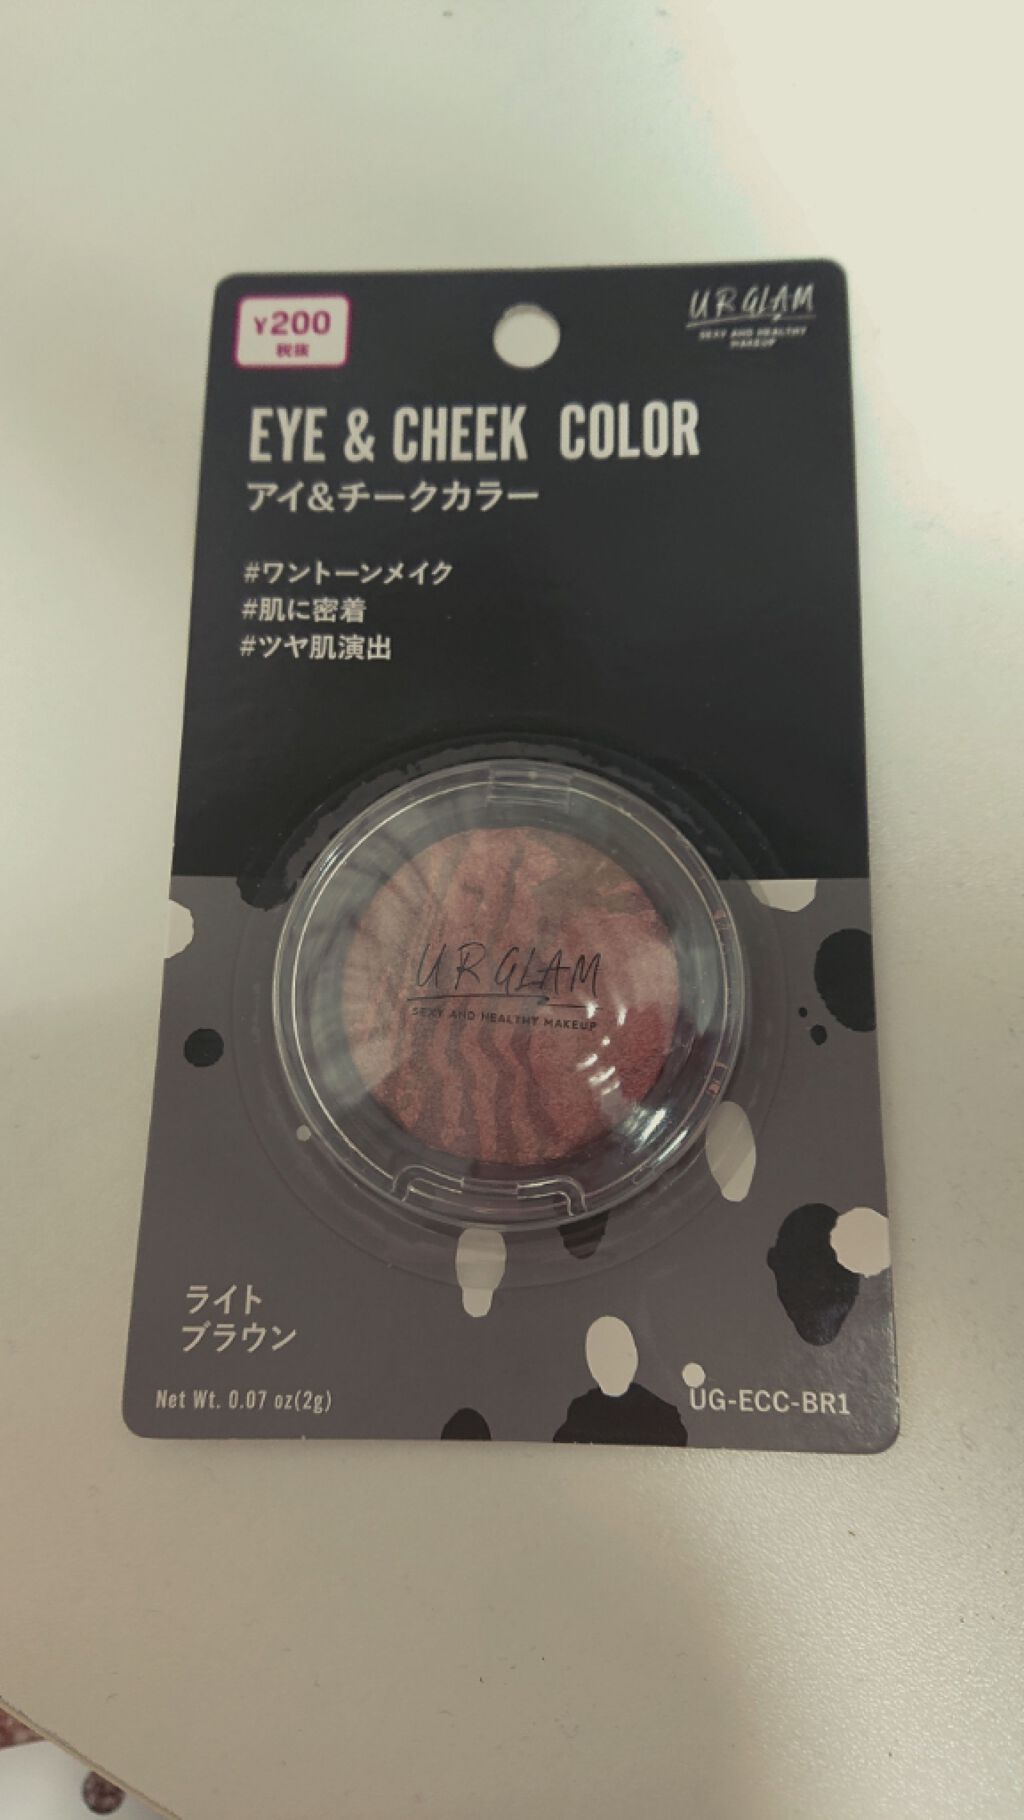 ¥200
税抜
UR GLAM
SEXY AND HEALTHY
MAKEUP
EYE & CHEEK COLOR
アイ&チークカラー
#ワントーンメイク
#肌に密着
#ツヤ肌演出
UR GLAM
SEXY AND HEALTHY MAKEUP
ライト
ブラウン
Net Wt. 0.07 oz(2g)
UG-ECC-BR1